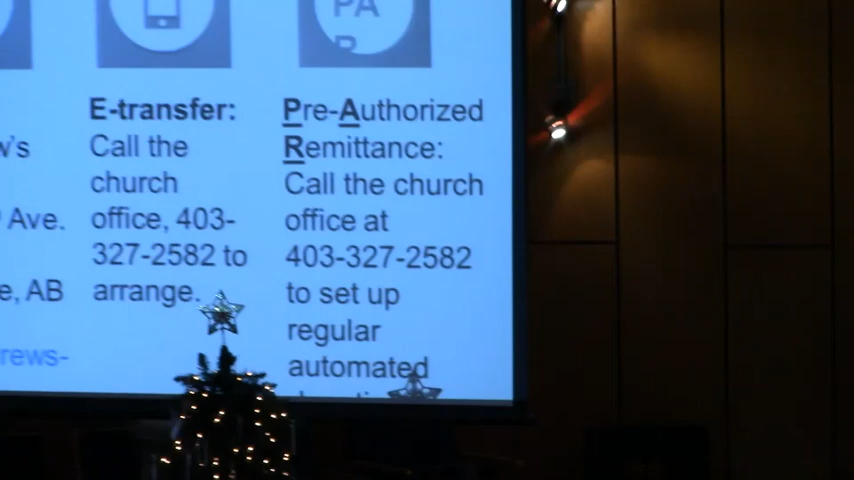 PA
R
E-transfer:
Call the
church
office, 403-
327-2582 to
arrange.
Pre-Authorized
Remittance:
Call the church
office at
403-327-2582
to set up
regular
automated
w's
Ave.
e, AB
rews-